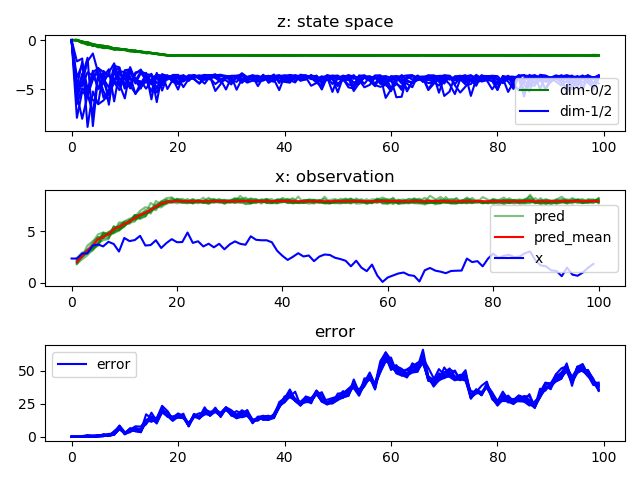 z: state space
0
−5
dim-0/2
dim-1/2
0 20 40 60 80 100
x: observation
5
0
pred
pred_mean
x
0 20 40 60 80 100
error
50
25
0
error
0 20 40 60 80 100